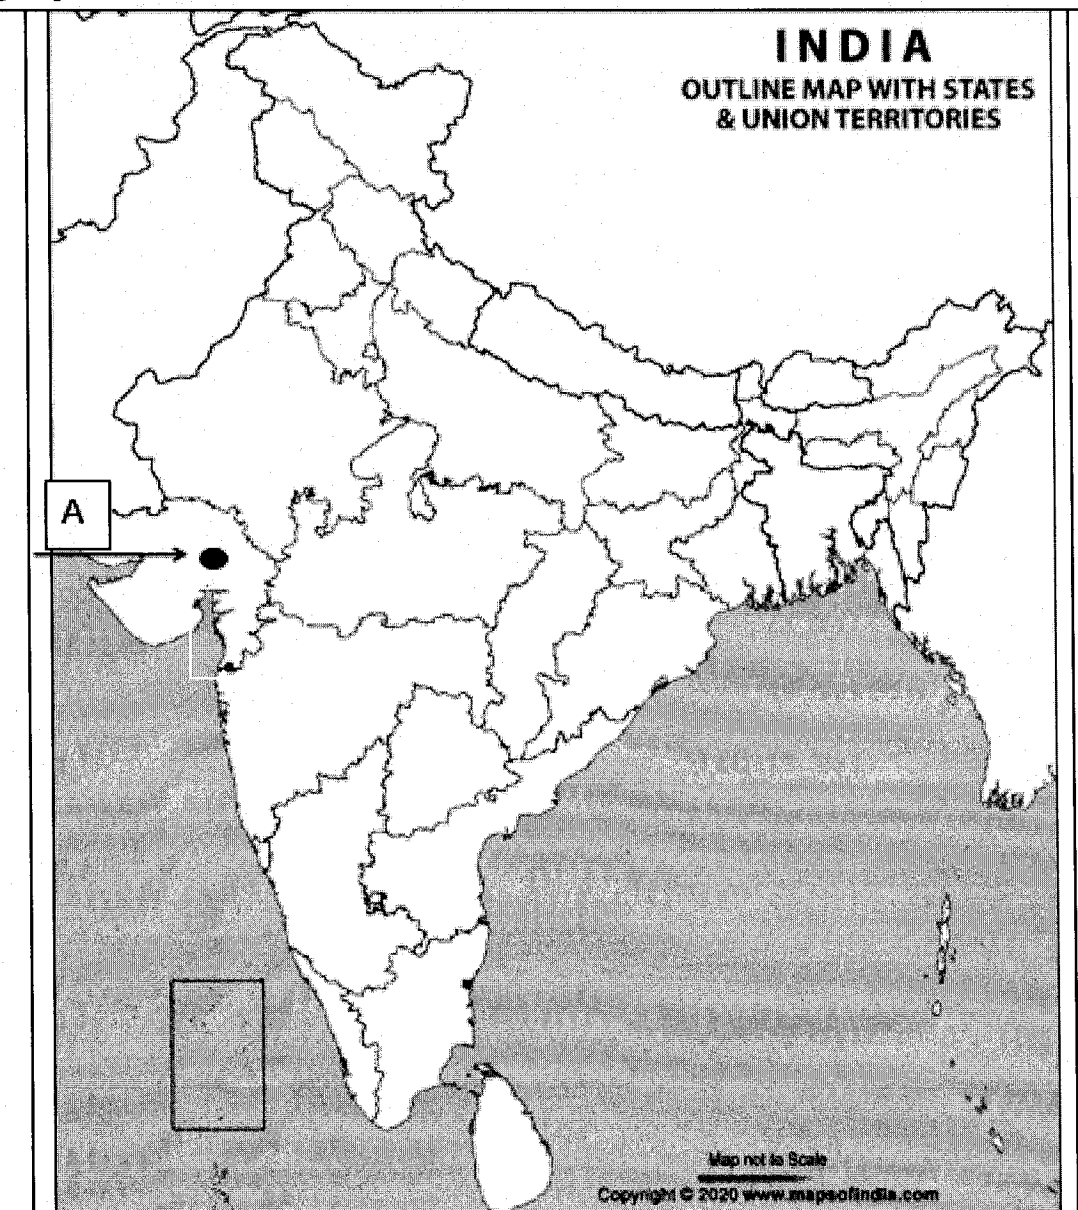 INDIA
OUTLINE MAP WITH STATES
& UNION TERRITORIES
A
Map not to Scale
Copyright © 2020 www.mapsofindia.com